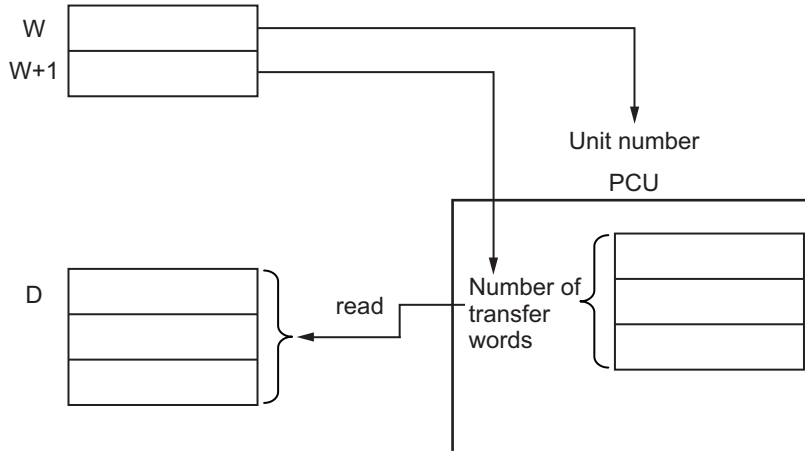 W
W+1
Unit number
PCU
D
read
Number of
transfer
words